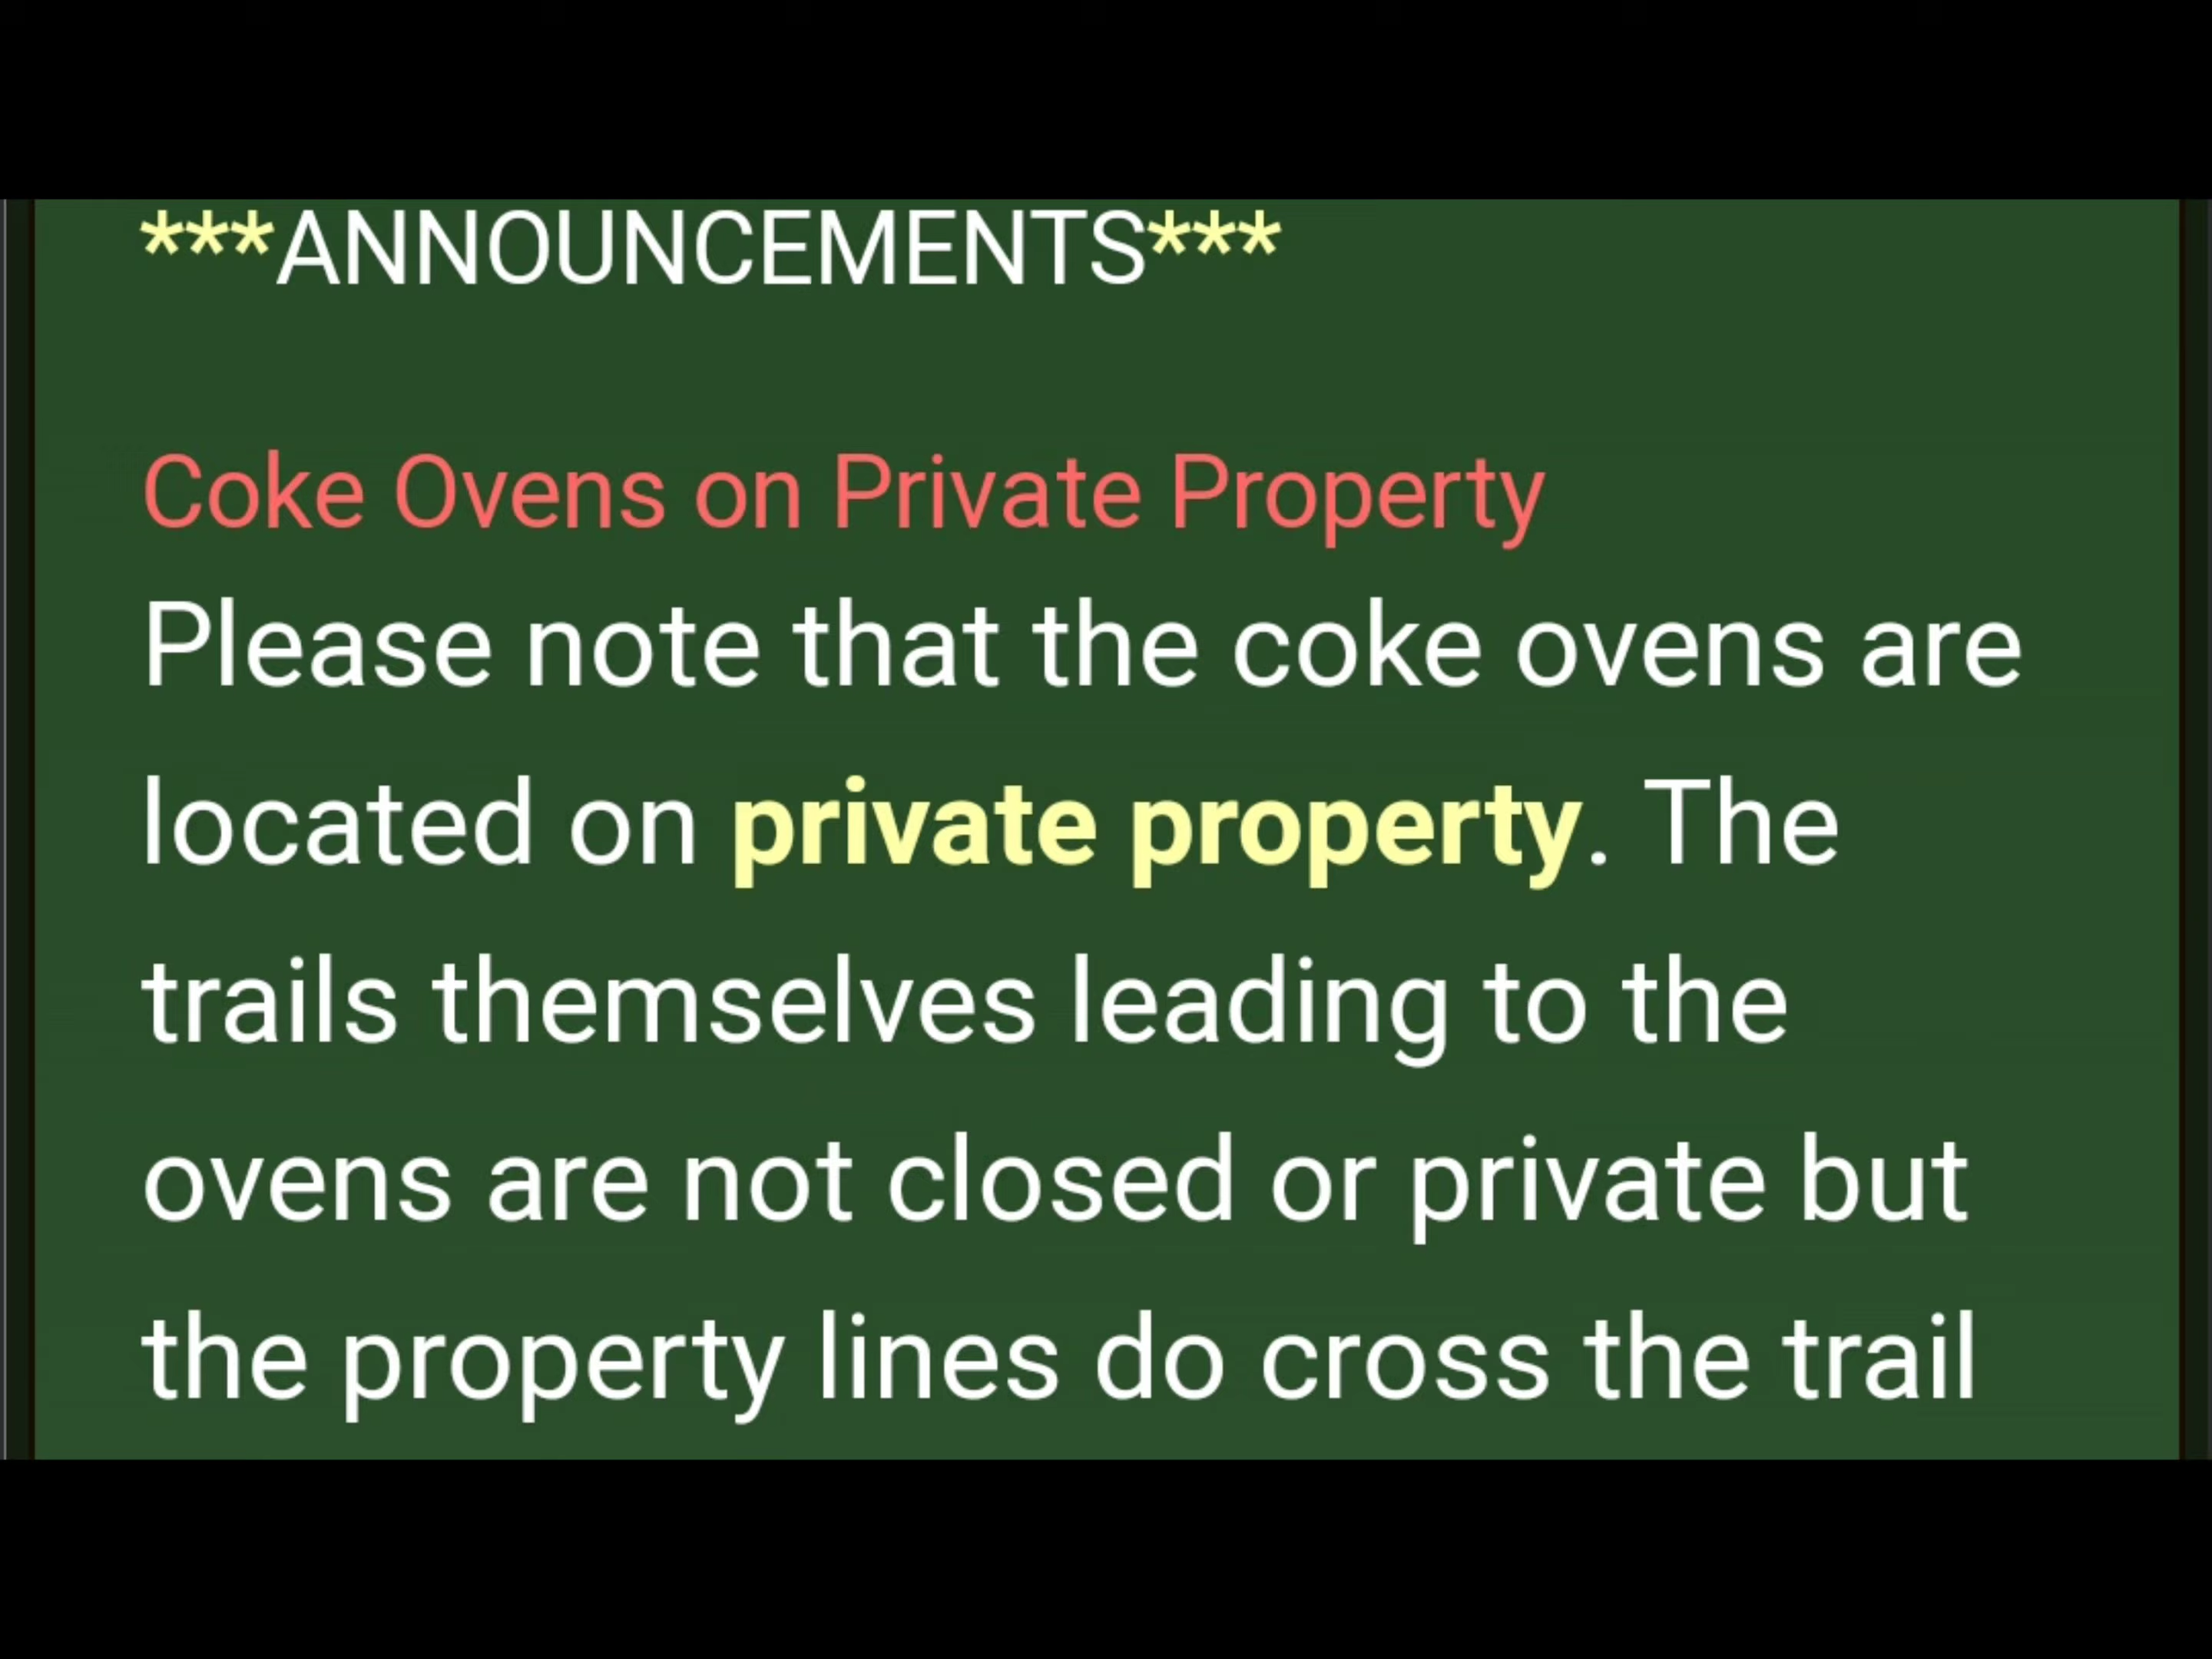 ***ANNOUNCEMENTS***
Coke Ovens on Private Property
Please note that the coke ovens are
located on private property. The
trails themselves leading to the
ovens are not closed or private but
the property lines do cross the trail